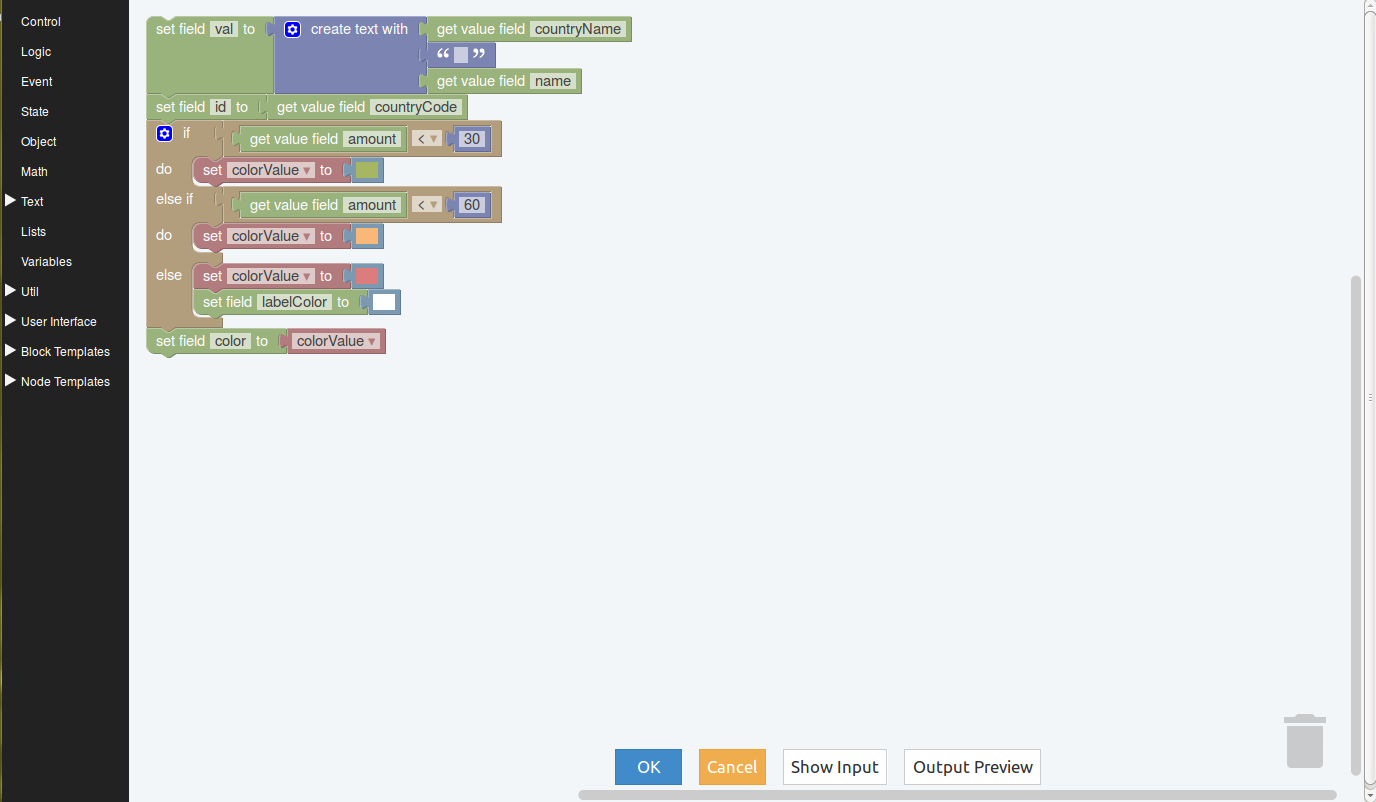 Control
Logic
Event
State
Object
Math
Text
Lists
Variables
Util
User Interface
Block Templates
Node Templates
set field val to create text with get value field countryName
“ ”
get value field name
set field id to get value field countryCode
if get value field amount < 30
do set colorValue to
else if get value field amount < 60
do set colorValue to
else set colorValue to
set field labelColor to
set field color to colorValue
OK Cancel Show Input Output Preview